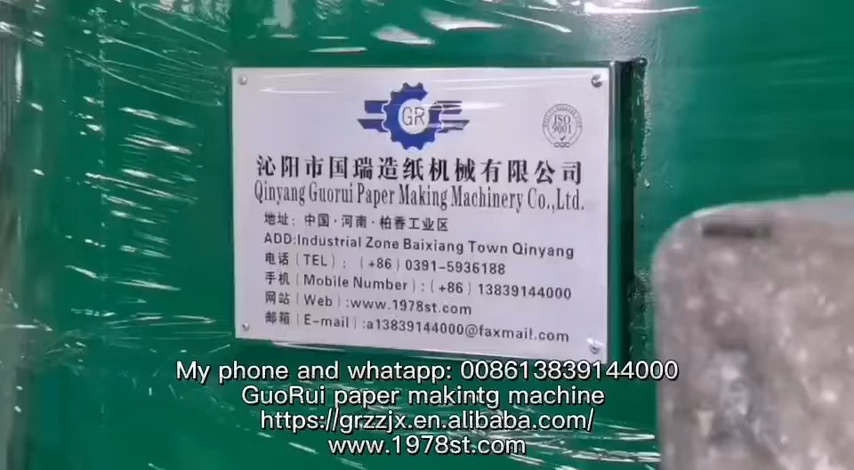 GR
ISO
9001
沁阳市国瑞造纸机械有限公司
Qinyang Guorui Paper Making Machinery Co.,Ltd.
地址：中国·河南·柏香工业区
ADD:Industrial Zone Baixiang Town Qinyang
电话（TEL）：（+86）0391-5936188
手机（Mobile Number）:（+86）13839144000
网站（Web）:www.1978st.com
邮箱（E-mail）:a13839144000@faxmail.com
My phone and whatapp: 008613839144000
GuoRui paper makintg machine
https://grzzjx.en.alibaba.com/
www.1978st.com